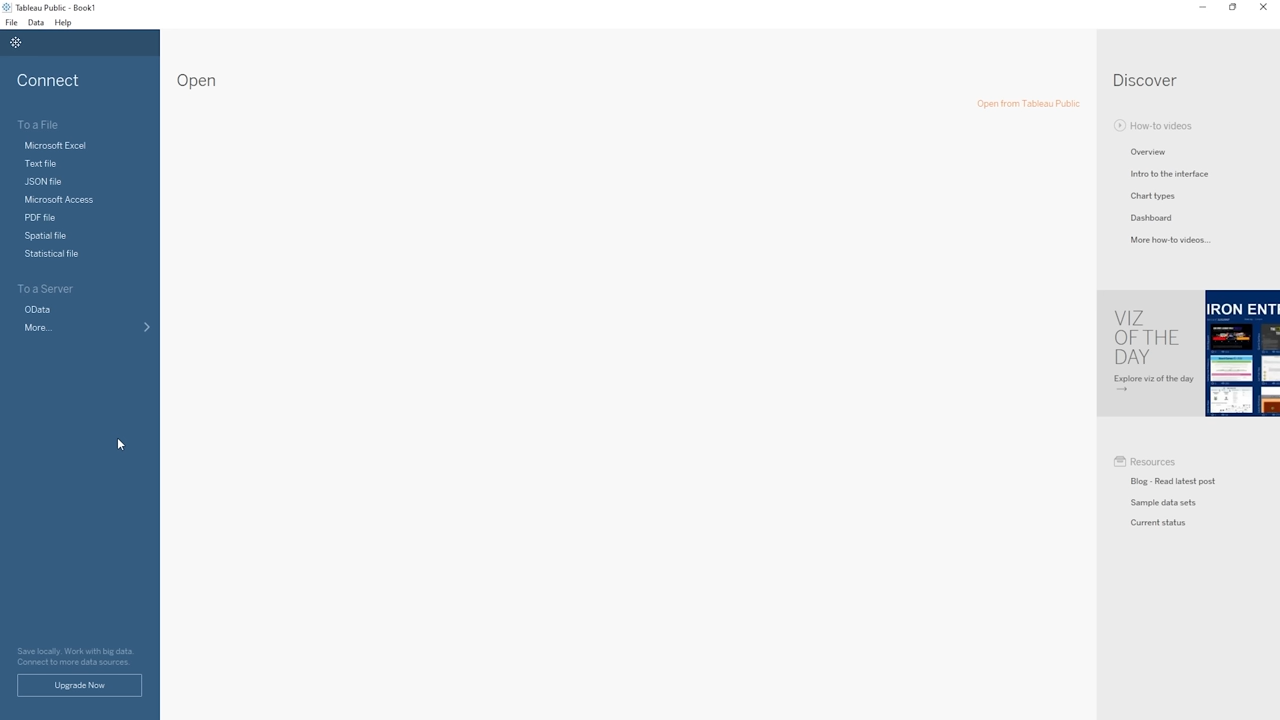 Tableau Public - Book1
File Data Help
Connect
To a File
Microsoft Excel
Text file
JSON file
Microsoft Access
PDF file
Spatial file
Statistical file
To a Server
OData
More...
Save locally. Work with big data.
Connect to more data sources.
Upgrade Now
Open
Open from Tableau Public
Discover
How-to videos
Overview
Intro to the interface
Chart types
Dashboard
More how-to videos...
VIZ
OF THE
DAY
Explore viz of the day
IRON ENT
Resources
Blog - Read latest post
Sample data sets
Current status